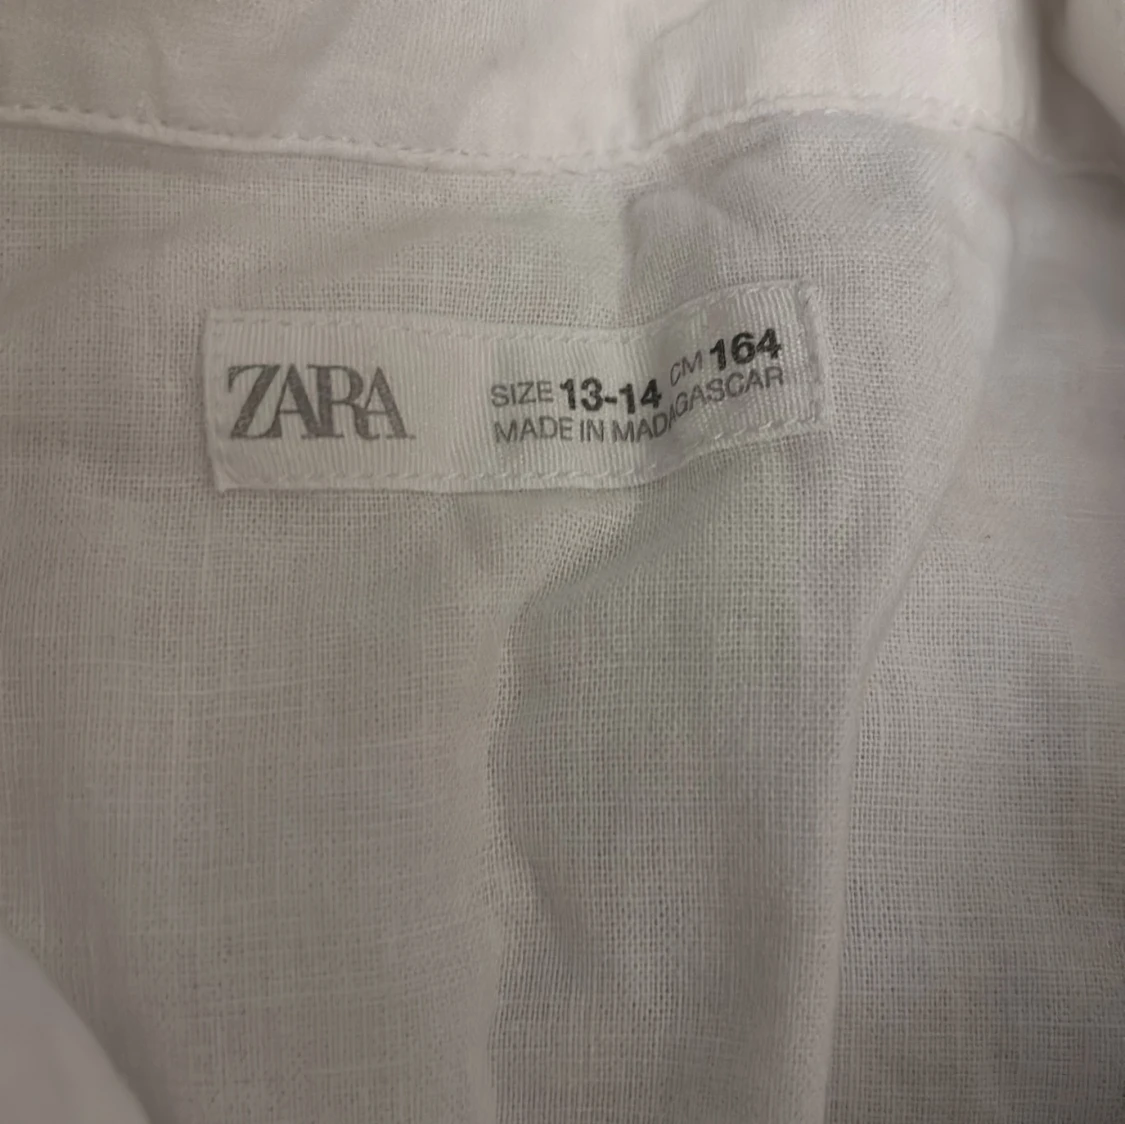 ZARA
SIZE 13-14 CM 164
MADE IN MADAGASCAR